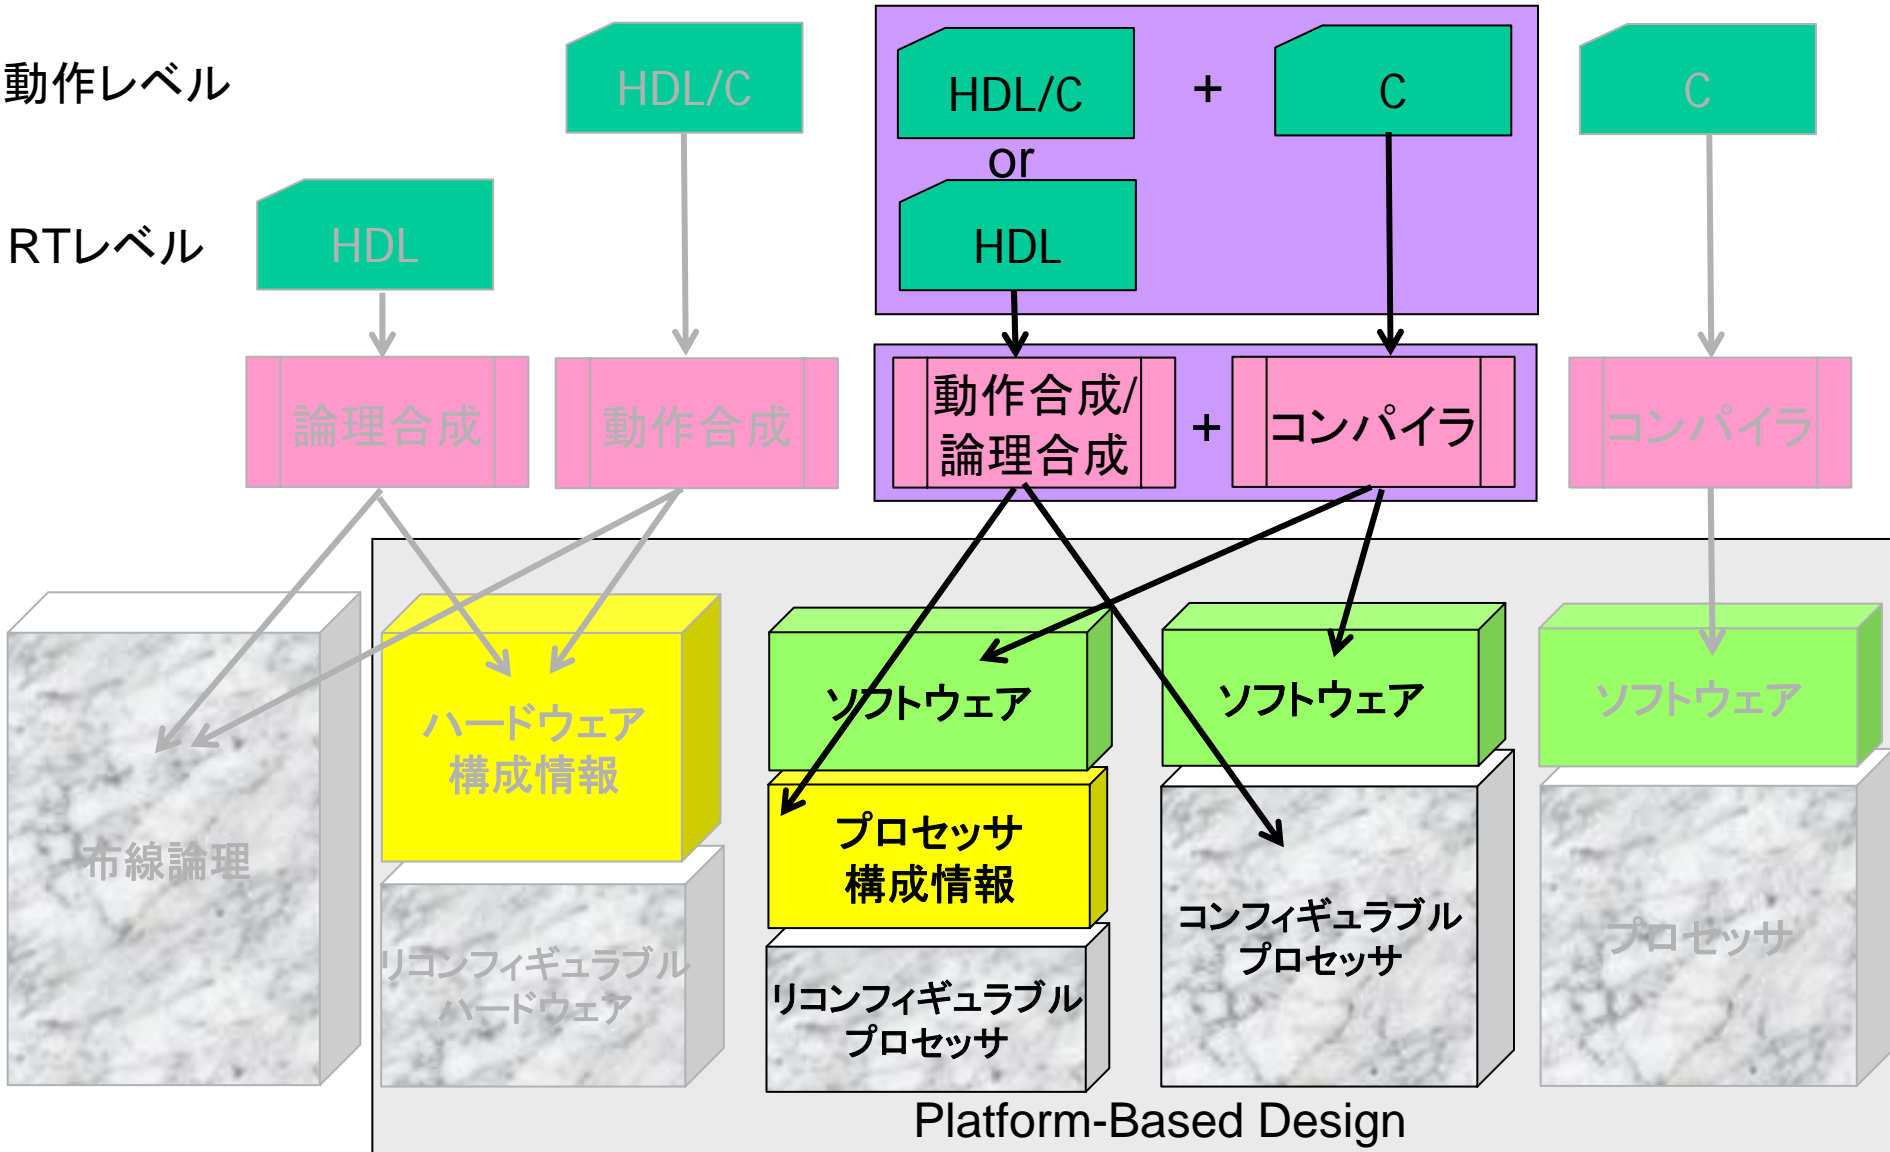 動作レベル
HDL/C
HDL/C
+
C
C
or
RTレベル
HDL
HDL
論理合成
動作合成
動作合成/
論理合成
+
コンパイラ
コンパイラ
布線論理
ハードウェア
構成情報
リコンフィギュラブル
ハードウェア
ソフトウェア
プロセッサ
構成情報
リコンフィギュラブル
プロセッサ
ソフトウェア
コンフィギュラブル
プロセッサ
ソフトウェア
プロセッサ
Platform-Based Design